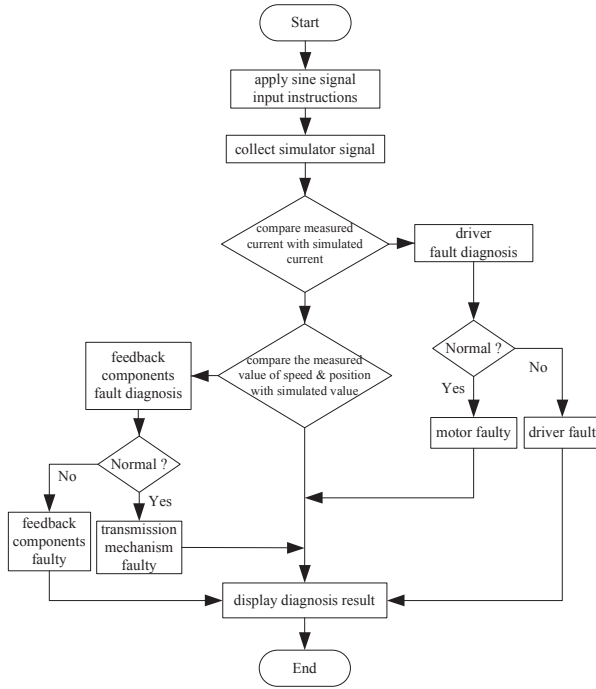 Start
apply sine signal
input instructions
collect simulator signal
compare measured
current with simulated
current
driver
fault diagnosis
compare the measured
value of speed & position
with simulated value
feedback
components
fault diagnosis
Normal ?
Yes
No
motor faulty
driver fault
Normal ?
No
Yes
feedback
components
faulty
transmission
mechanism
faulty
display diagnosis result
End